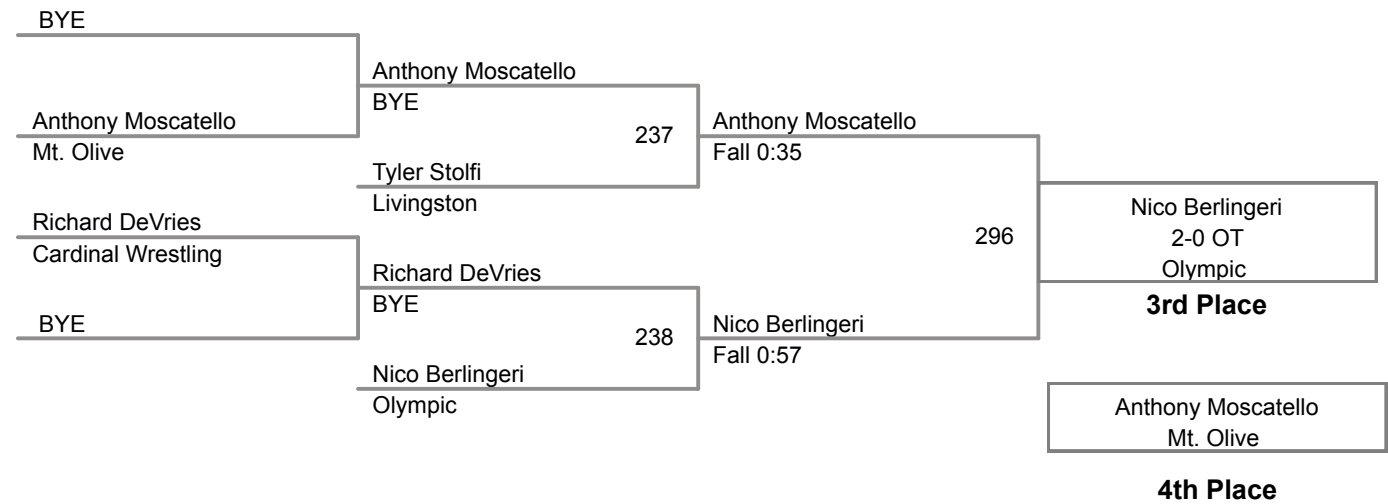 BYE
Anthony Moscatello
BYE
Anthony Moscatello
Mt. Olive
237
Anthony Moscatello
Fall 0:35
Tyler Stolfi
Livingston
Richard DeVries
Cardinal Wrestling
296
Nico Berlingeri
2-0 OT
Olympic
3rd Place
Richard DeVries
BYE
BYE
238
Nico Berlingeri
Fall 0:57
Nico Berlingeri
Olympic
Anthony Moscatello
Mt. Olive
4th Place